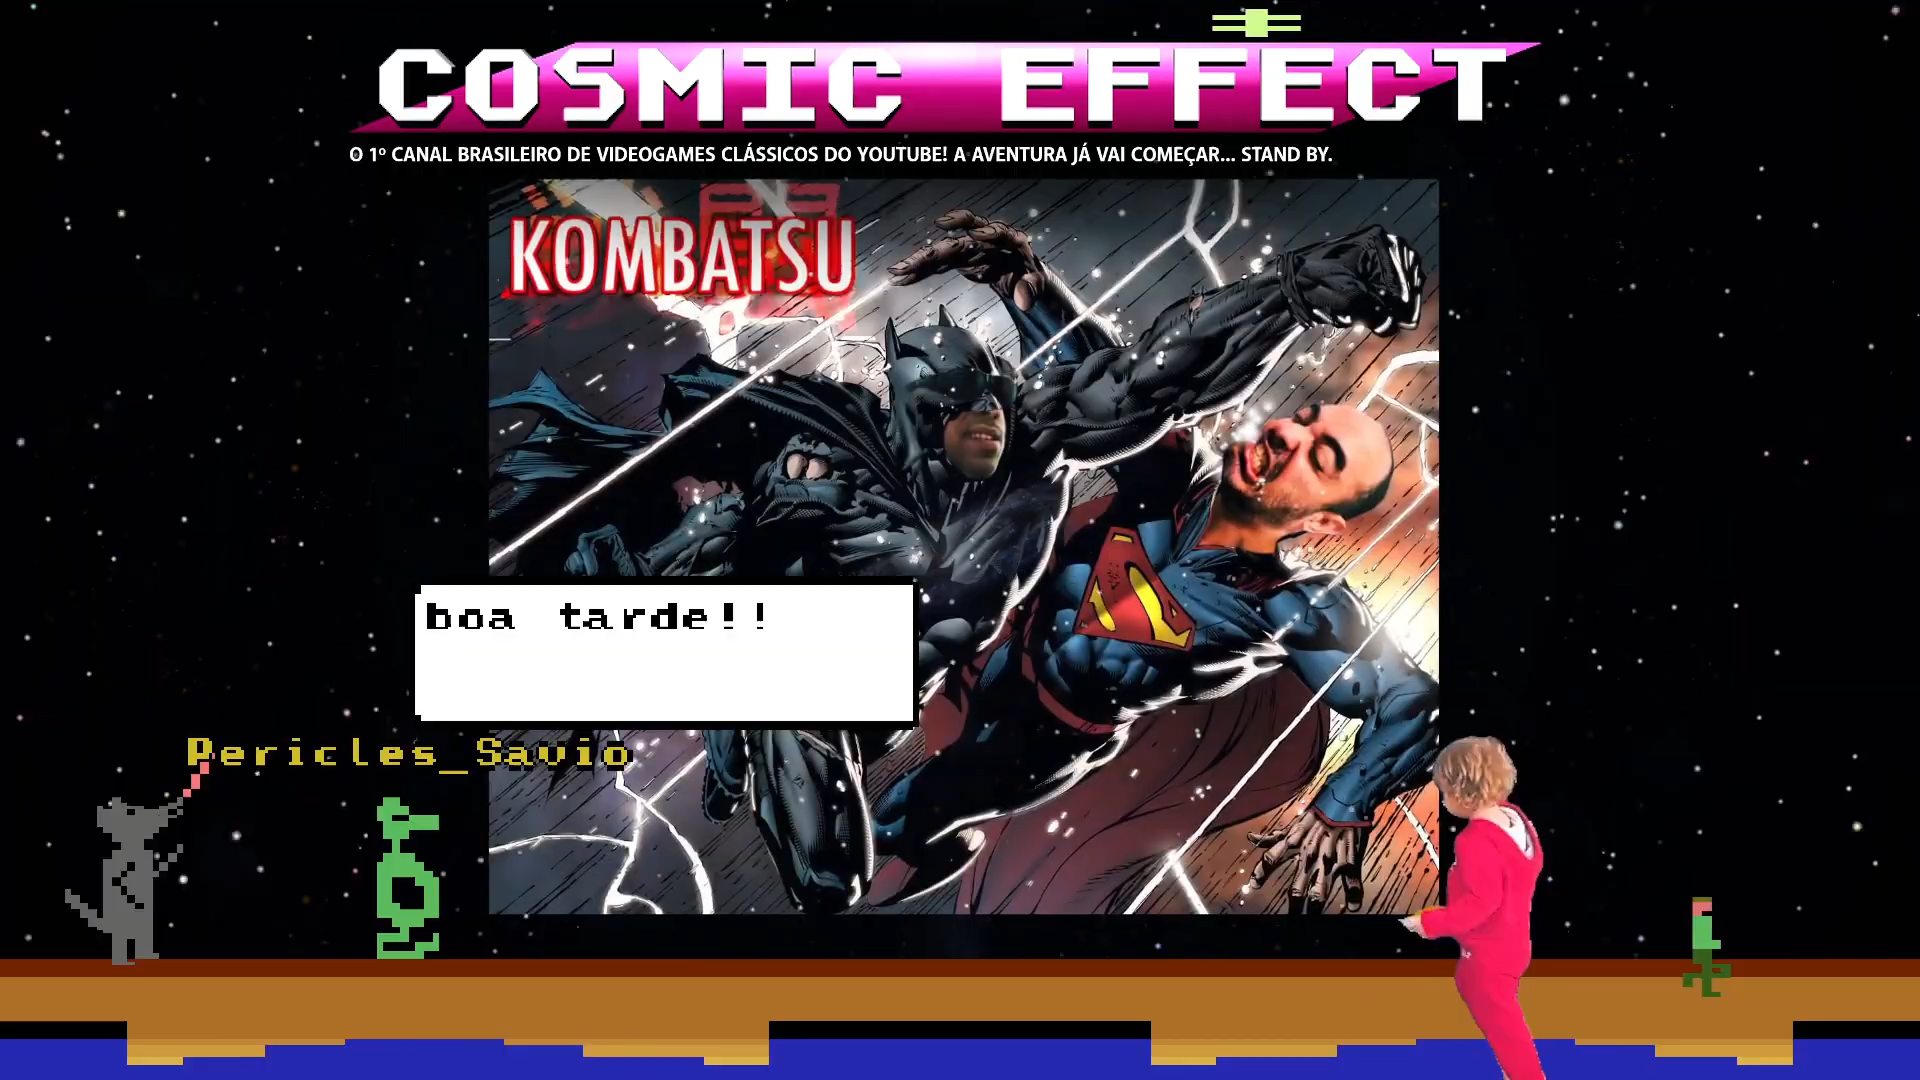 COSMIC EFFECT
O 1º CANAL BRASILEIRO DE VIDEOGAMES CLÁSSICOS DO YOUTUBE! A AVENTURA JÁ VAI COMEÇAR... STAND BY.
KOMBATSU
boa tarde!!
Pericles_Savio